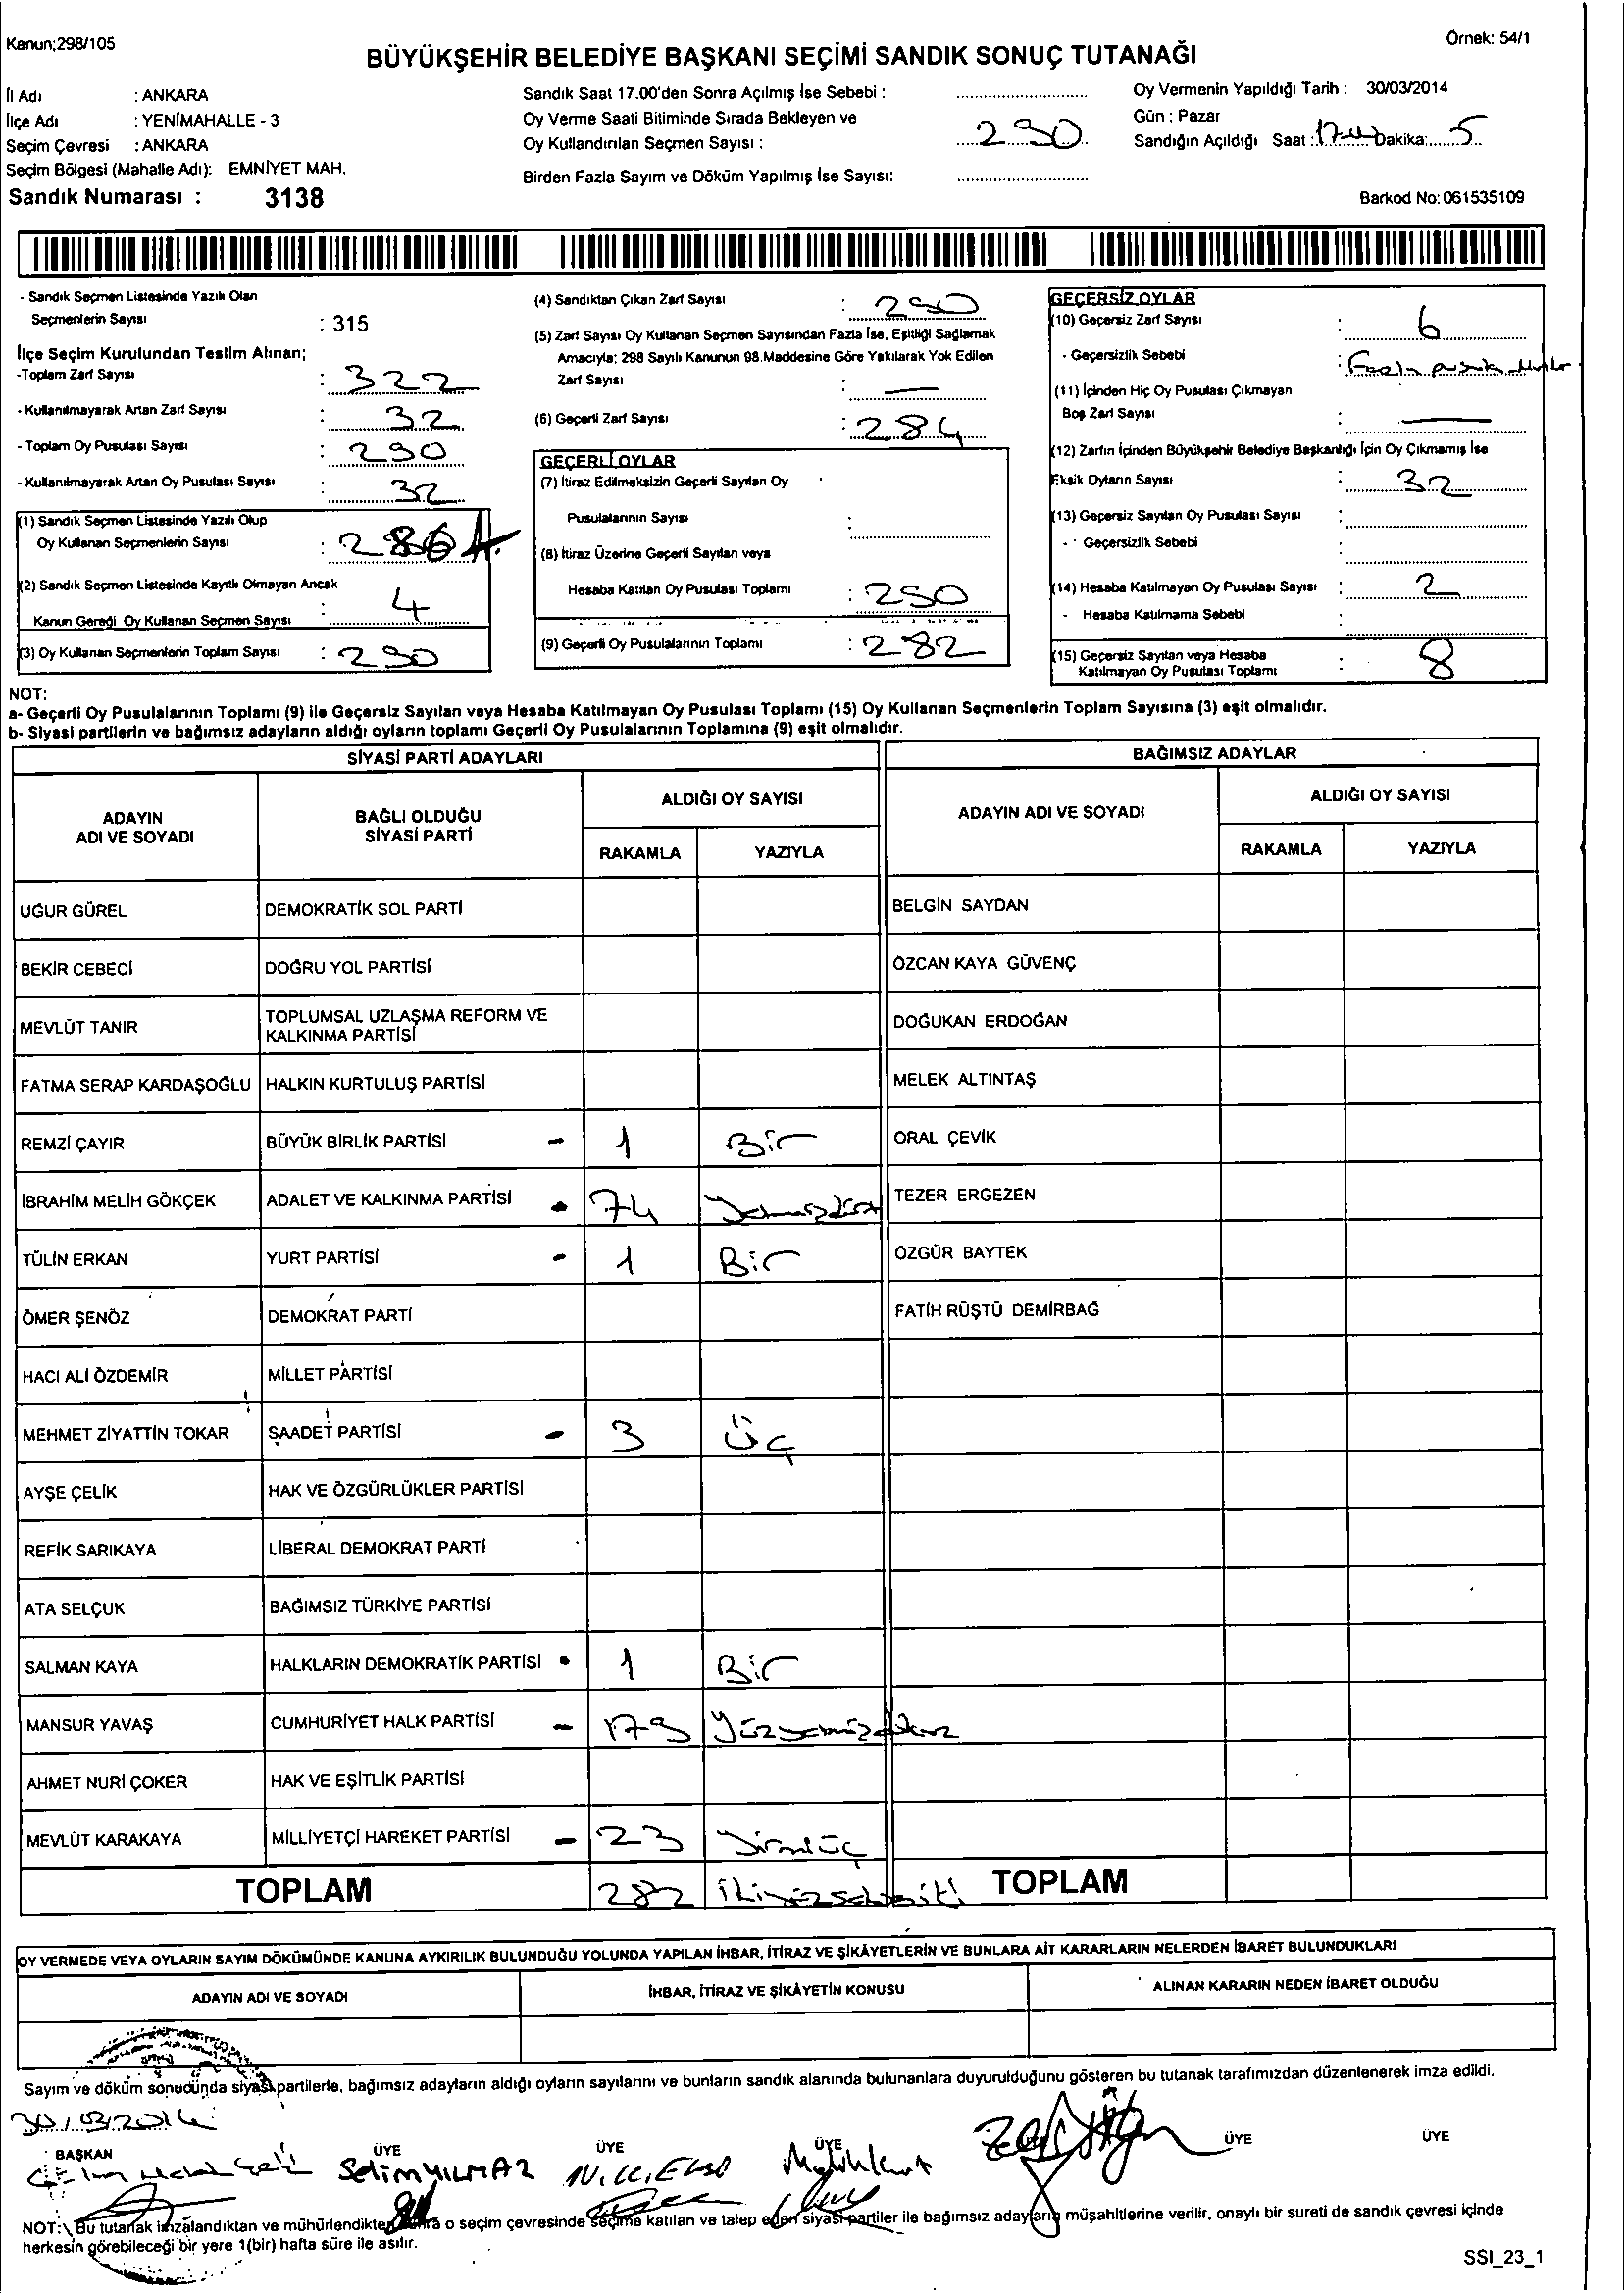 Kanun;298/105
Örnek: 54/1
BÜYÜKŞEHİR BELEDİYE BAŞKANI SEÇİMİ SANDIK SONUÇ TUTANAĞI
İl Adı : ANKARA
İlçe Adı : YENİMAHALLE - 3
Seçim Çevresi : ANKARA
Seçim Bölgesi (Mahalle Adı): EMNİYET MAH.
Sandık Numarası : 3138
Sandık Saat 17.00'den Sonra Açılmış İse Sebebi :
Oy Verme Saati Bitiminde Sırada Bekleyen ve
Oy Kullandırılan Seçmen Sayısı : 290
Birden Fazla Sayım ve Döküm Yapılmış İse Sayısı:
Oy Vermenin Yapıldığı Tarih : 30/03/2014
Gün : Pazar
Sandığın Açıldığı Saat : Dakika: 5
Barkod No: 061535109
- Sandık Seçmen Listesinde Yazılı Olan
Seçmenlerin Sayısı : 315
İlçe Seçim Kurulundan Teslim Alınan;
-Toplam Zarf Sayısı : 322
- Kullanılmayarak Artan Zarf Sayısı : 32
- Toplam Oy Pusulası Sayısı : 290
- Kullanılmayarak Artan Oy Pusulası Sayısı : 32
(1) Sandık Seçmen Listesinde Yazılı Olup
Oy Kullanan Seçmenlerin Sayısı : 286
(2) Sandık Seçmen Listesinde Kayıtlı Olmayan Ancak
Kanun Gereği Oy Kullanan Seçmen Sayısı : 4
(3) Oy Kullanan Seçmenlerin Toplam Sayısı : 290
(4) Sandıktan Çıkan Zarf Sayısı : 290
(5) Zarf Sayısı Oy Kullanan Seçmen Sayısından Fazla İse, Eşitliği Sağlamak
Amacıyla; 298 Sayılı Kanunun 98.Maddesine Göre Yakılarak Yok Edilen
Zarf Sayısı : —
(6) Geçerli Zarf Sayısı : 284
GEÇERLİ OYLAR
(7) İtiraz Edilmeksizin Geçerli Sayılan Oy
Pusulalarının Sayısı :
(8) İtiraz Üzerine Geçerli Sayılan veya
Hesaba Katılan Oy Pusulası Toplamı : 290
(9) Geçerli Oy Pusulalarının Toplamı : 282
GEÇERSİZ OYLAR
(10) Geçersiz Zarf Sayısı : 6
- Geçersizlik Sebebi : Fazla pusula
(11) İçinden Hiç Oy Pusulası Çıkmayan
Boş Zarf Sayısı : —
(12) Zarfın İçinden Büyükşehir Belediye Başkanlığı İçin Oy Çıkmamış İse
Eksik Oyların Sayısı : 32
(13) Geçersiz Sayılan Oy Pusulası Sayısı :
- Geçersizlik Sebebi :
(14) Hesaba Katılmayan Oy Pusulası Sayısı : 2
- Hesaba Katılmama Sebebi :
(15) Geçersiz Sayılan veya Hesaba
Katılmayan Oy Pusulası Toplamı : 8
NOT:
a- Geçerli Oy Pusulalarının Toplamı (9) ile Geçersiz Sayılan veya Hesaba Katılmayan Oy Pusulası Toplamı (15) Oy Kullanan Seçmenlerin Toplam Sayısına (3) eşit olmalıdır.
b- Siyasi partilerin ve bağımsız adayların aldığı oyların toplamı Geçerli Oy Pusulalarının Toplamına (9) eşit olmalıdır.
SİYASİ PARTİ ADAYLARI BAĞIMSIZ ADAYLAR
ADAYIN ADI VE SOYADI BAĞLI OLDUĞU SİYASİ PARTİ ALDIĞI OY SAYISI ADAYIN ADI VE SOYADI ALDIĞI OY SAYISI
RAKAMLA YAZIYLA RAKAMLA YAZIYLA
UĞUR GÜREL DEMOKRATİK SOL PARTİ BELGİN SAYDAN
BEKİR CEBECİ DOĞRU YOL PARTİSİ ÖZCAN KAYA GÜVENÇ
MEVLÜT TANIR TOPLUMSAL UZLAŞMA REFORM VE KALKINMA PARTİSİ DOĞUKAN ERDOĞAN
FATMA SERAP KARDAŞOĞLU HALKIN KURTULUŞ PARTİSİ MELEK ALTINTAŞ
REMZİ ÇAYIR BÜYÜK BİRLİK PARTİSİ - 1 Bir ORAL ÇEVİK
İBRAHİM MELİH GÖKÇEK ADALET VE KALKINMA PARTİSİ - 74 Yetmişdört TEZER ERGEZEN
TÜLİN ERKAN YURT PARTİSİ - 1 Bir ÖZGÜR BAYTEK
ÖMER ŞENÖZ DEMOKRAT PARTİ FATİH RÜŞTÜ DEMİRBAĞ
HACI ALİ ÖZDEMİR MİLLET PARTİSİ
MEHMET ZİYATTİN TOKAR SAADET PARTİSİ - 3 Üç
AYŞE ÇELİK HAK VE ÖZGÜRLÜKLER PARTİSİ
REFİK SARIKAYA LİBERAL DEMOKRAT PARTİ
ATA SELÇUK BAĞIMSIZ TÜRKİYE PARTİSİ
SALMAN KAYA HALKLARIN DEMOKRATİK PARTİSİ - 1 Bir
MANSUR YAVAŞ CUMHURİYET HALK PARTİSİ - 179 Yüzyetmişdokuz
AHMET NURİ ÇOKER HAK VE EŞİTLİK PARTİSİ
MEVLÜT KARAKAYA MİLLİYETÇİ HAREKET PARTİSİ - 23 Yirmiüç
TOPLAM 282 İkiyüzsekseniki TOPLAM
OY VERMEDE VEYA OYLARIN SAYIM DÖKÜMÜNDE KANUNA AYKIRILIK BULUNDUĞU YOLUNDA YAPILAN İHBAR, İTİRAZ VE ŞİKÂYETLERİN VE BUNLARA AİT KARARLARIN NELERDEN İBARET BULUNDUKLARI
ADAYIN ADI VE SOYADI İHBAR, İTİRAZ VE ŞİKÂYETİN KONUSU ALINAN KARARIN NEDEN İBARET OLDUĞU
Sayım ve döküm sonucunda siyasi partilerle, bağımsız adayların aldığı oyların sayılarını ve bunların sandık alanında bulunanlara duyurulduğunu gösteren bu tutanak tarafımızdan düzenlenerek imza edildi.
30/03/2014
BAŞKAN ÜYE ÜYE ÜYE ÜYE ÜYE
Selim YILMAZ
NOT: Bu tutanak imzalandıktan ve mühürlendikten sonra o seçim çevresinde seçime katılan ve talep eden siyasi partiler ile bağımsız adayların müşahitlerine verilir, onaylı bir sureti de sandık çevresi içinde
herkesin görebileceği bir yere 1(bir) hafta süre ile asılır.
SSI_23_1